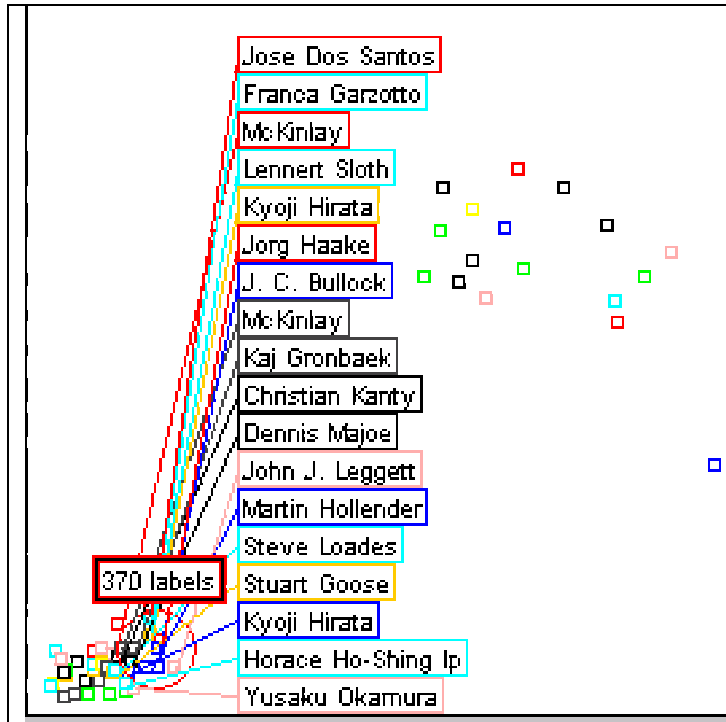 Jose Dos Santos
Franca Garzotto
McKinlay
Lennert Sloth
Kyoji Hirata
Jorg Haake
J. C. Bullock
McKinlay
Kaj Gronbaek
Christian Kanty
Dennis Majoe
John J. Leggett
Martin Hollender
Steve Loades
370 labels
Stuart Goose
Kyoji Hirata
Horace Ho-Shing Ip
Yusaku Okamura